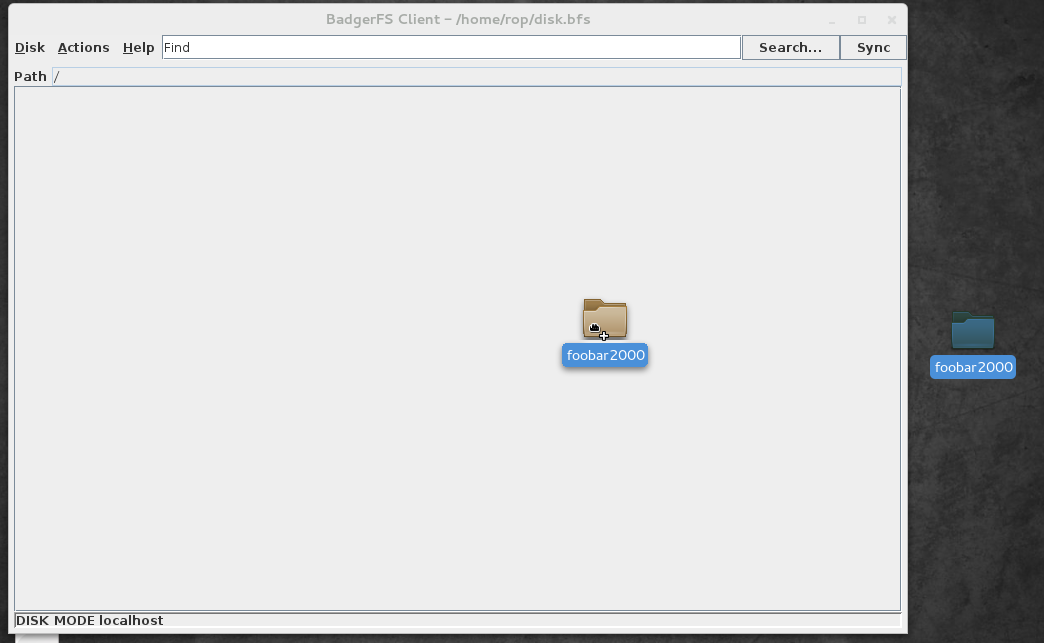 BadgerFS Client – /home/rop/disk.bfs
Disk Actions Help Find Search... Sync
Path /
foobar2000
foobar2000
DISK MODE localhost